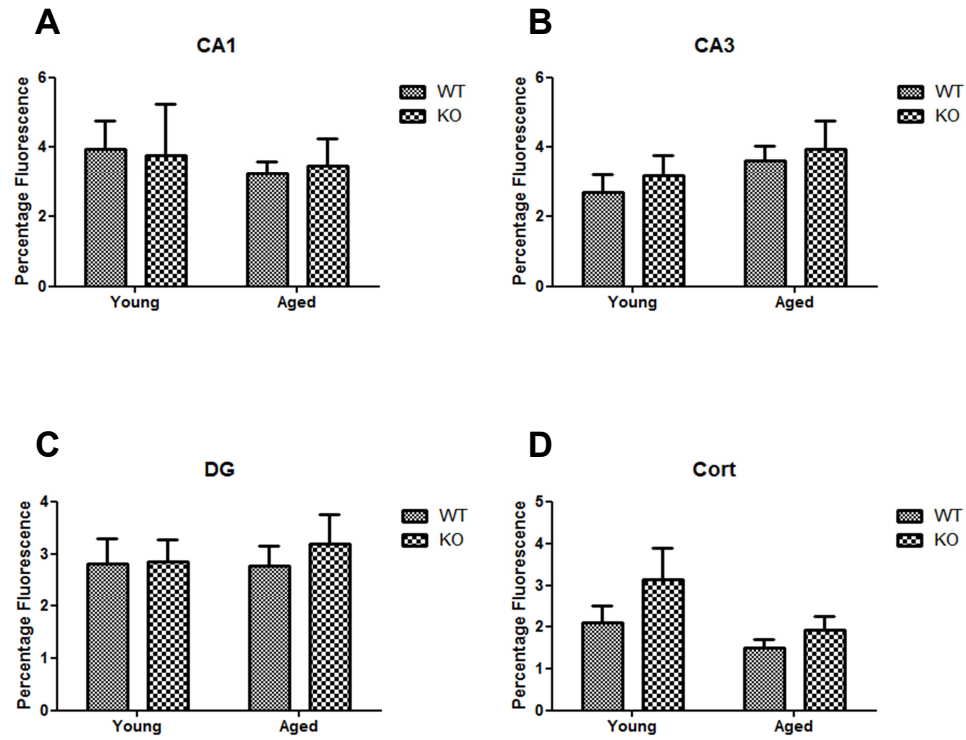 A
CA1
Percentage Fluorescence
6
4
2
0
Young
Aged
WT
KO
B
CA3
Percentage Fluorescence
6
4
2
0
Young
Aged
WT
KO
C
DG
Percentage Fluorescence
4
3
2
1
0
Young
Aged
WT
KO
D
Cort
Percentage Fluorescence
5
4
3
2
1
0
Young
Aged
WT
KO